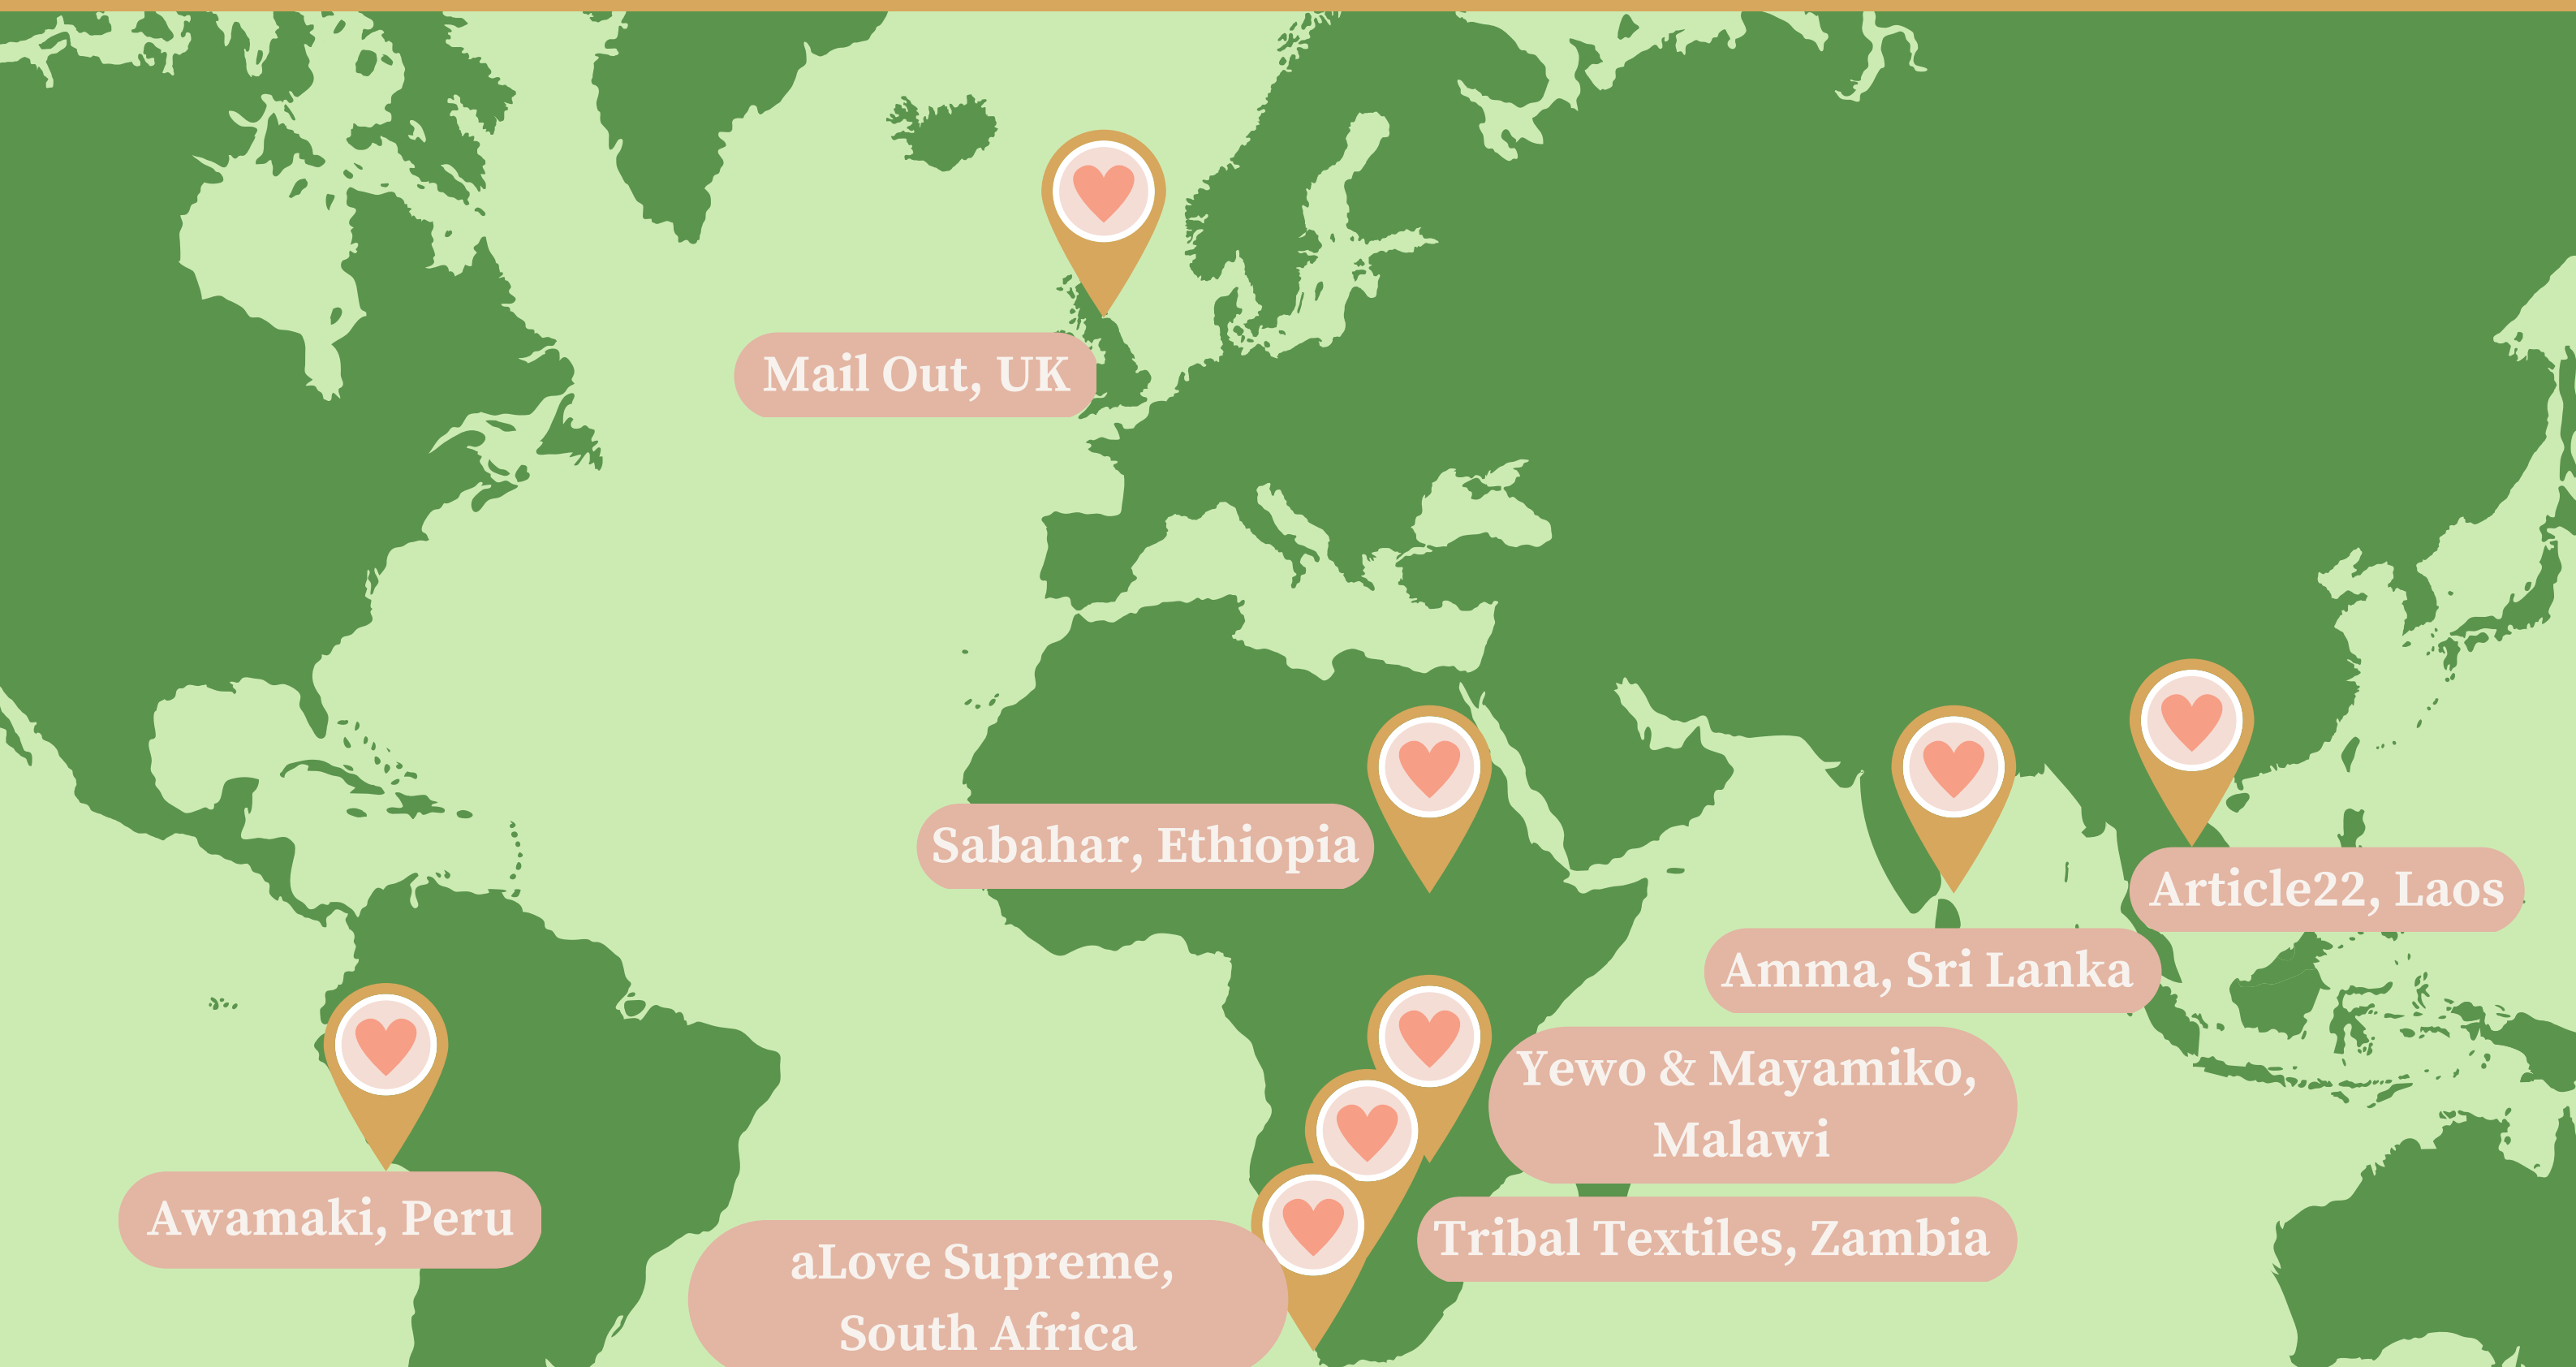 Mail Out, UK
Sabahar, Ethiopia
Article22, Laos
Amma, Sri Lanka
Yewo & Mayamiko,
Malawi
Awamaki, Peru
Tribal Textiles, Zambia
aLove Supreme,
South Africa